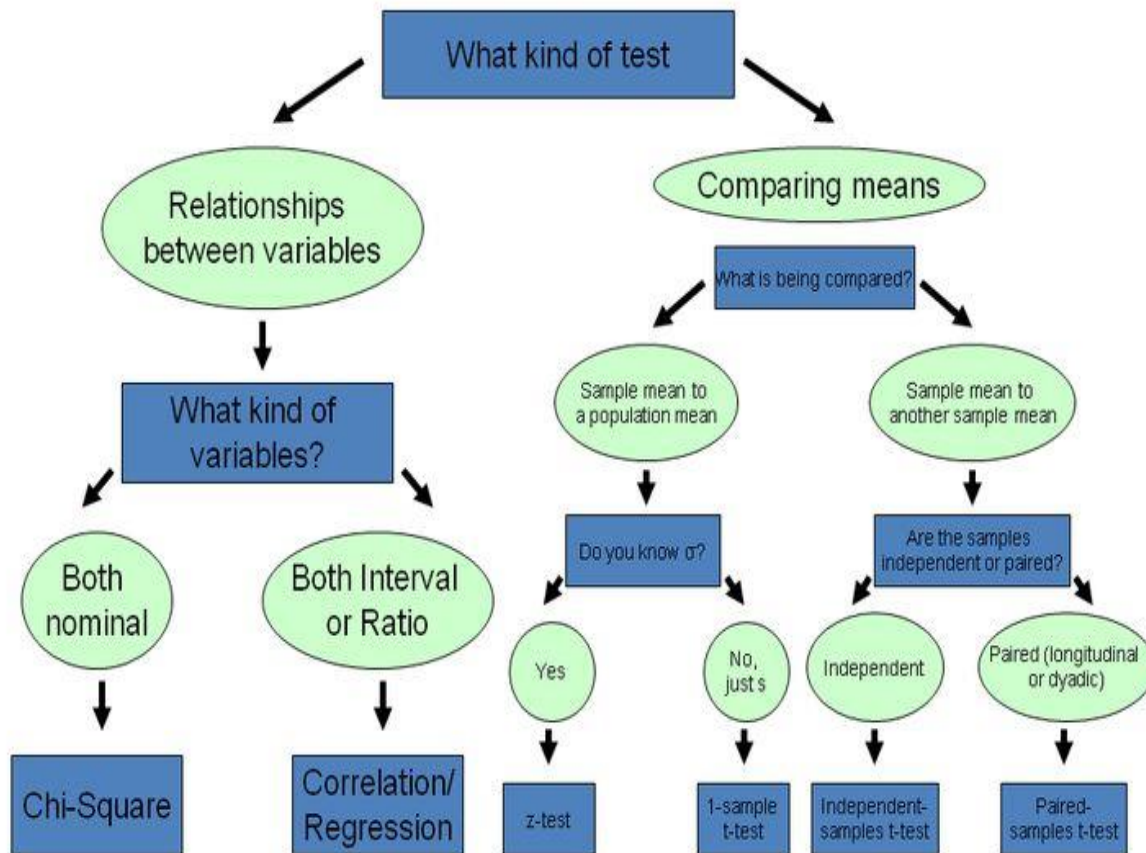 What kind of test
Relationships
between variables
Comparing means
What is being compared?
What kind of
variables?
Sample mean to
a population mean
Sample mean to
another sample mean
Both
nominal
Both Interval
or Ratio
Do you know σ?
Are the samples
independent or paired?
Yes
No,
just s
Independent
Paired (longitudinal
or dyadic)
Chi-Square
Correlation/
Regression
z-test
1-sample
t-test
Independent-
samples t-test
Paired-
samples t-test